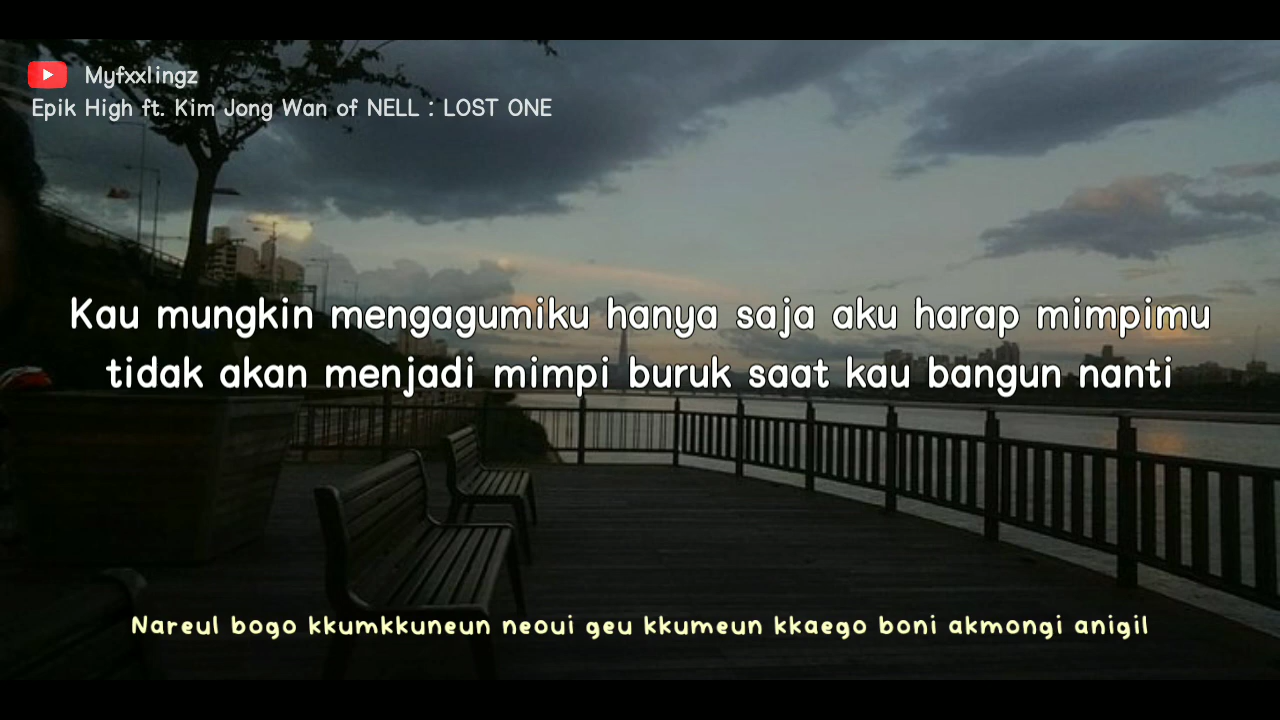 Myfxxlingz
Epik High ft. Kim Jong Wan of NELL : LOST ONE
Kau mungkin mengagumiku hanya saja aku harap mimpimu
tidak akan menjadi mimpi buruk saat kau bangun nanti
Nareul bogo kkumkkuneun neoui geu kkumeun kkaego boni akmongi anigil